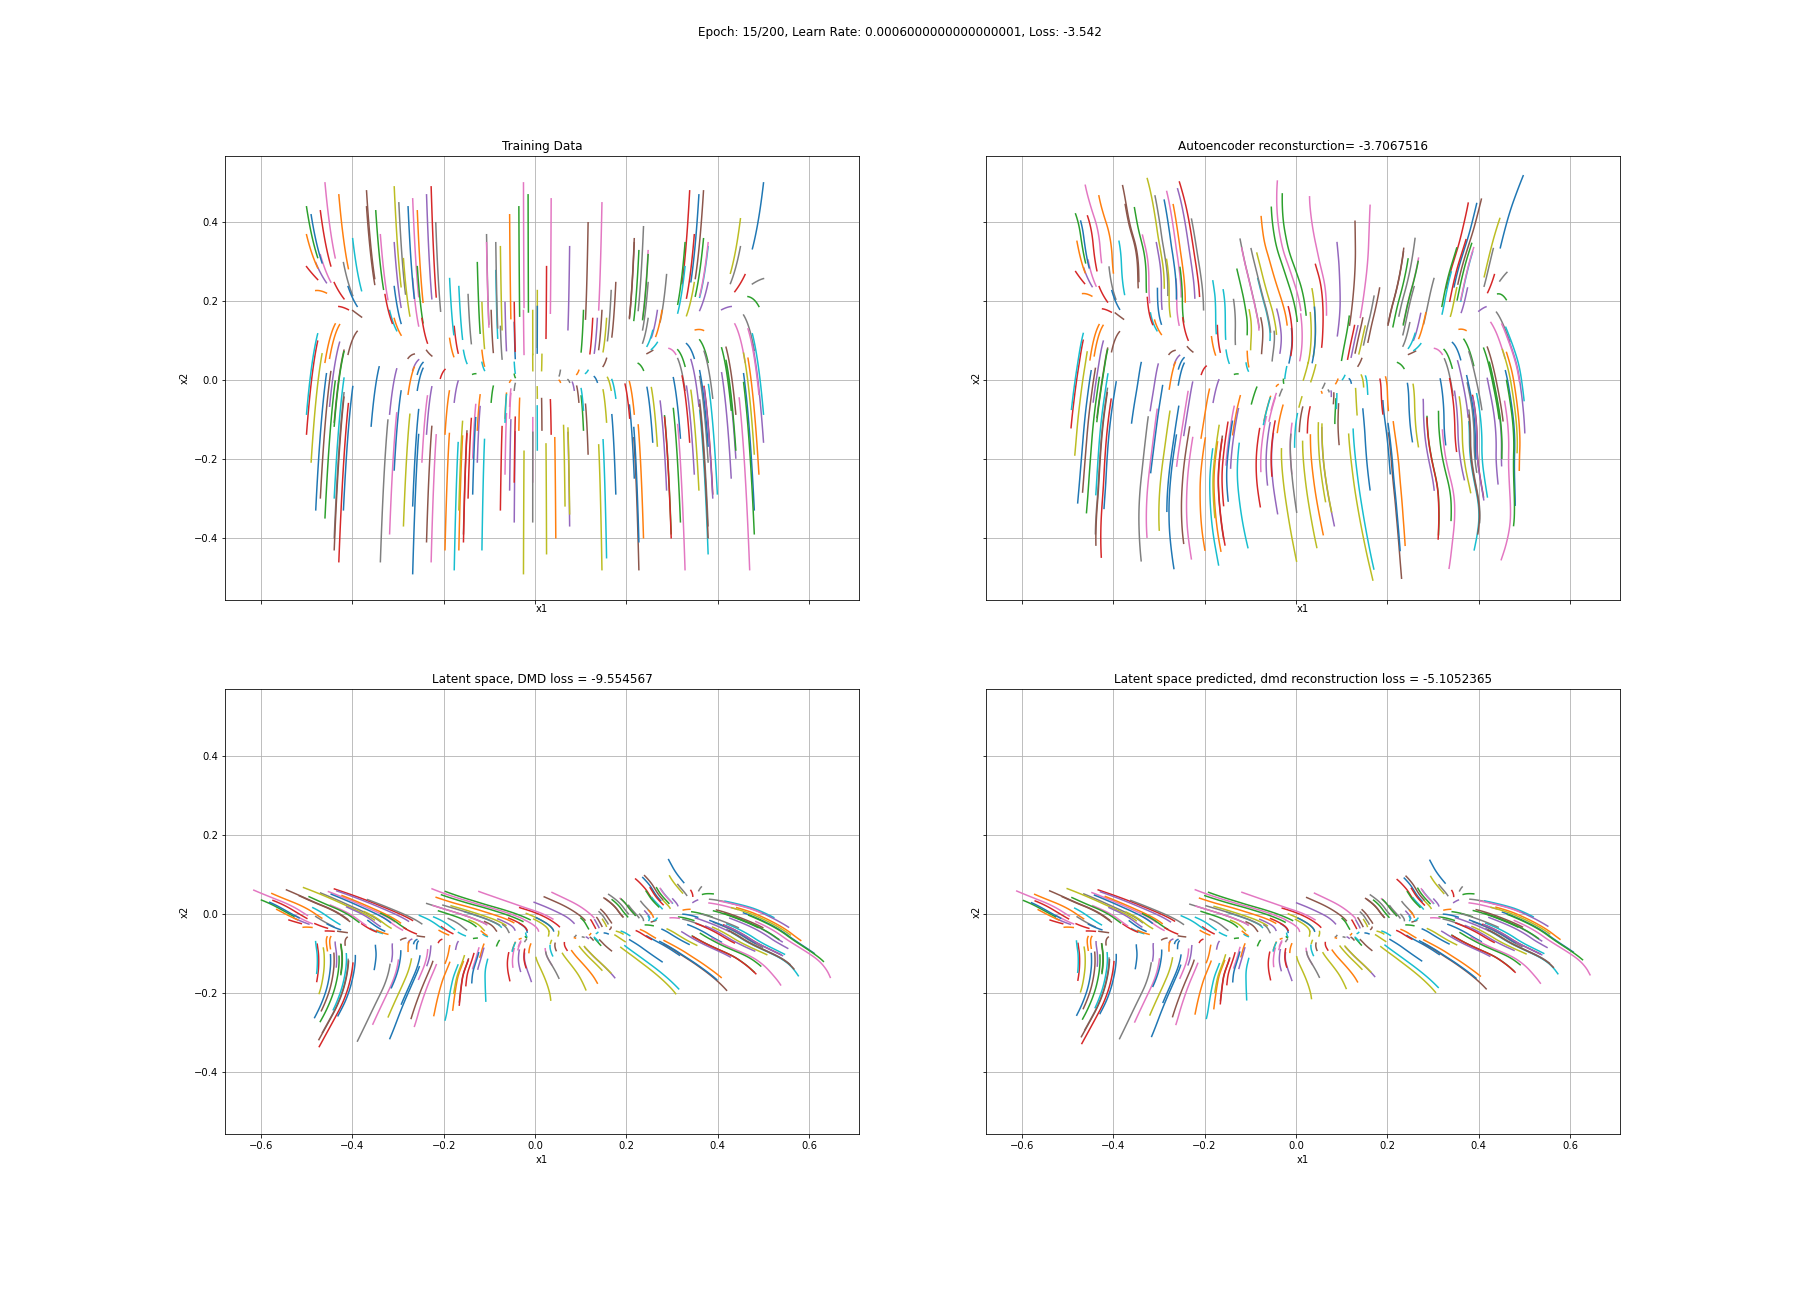 Epoch: 15/200, Learn Rate: 0.0006000000000000001, Loss: -3.542
Training Data
Autoencoder reconsturction= -3.7067516
x2
0.4
0.2
0.0
−0.2
−0.4
x1
x2
x1
Latent space, DMD loss = -9.554567
Latent space predicted, dmd reconstruction loss = -5.1052365
x2
0.4
0.2
0.0
−0.2
−0.4
−0.6 −0.4 −0.2 0.0 0.2 0.4 0.6
x1
x2
−0.6 −0.4 −0.2 0.0 0.2 0.4 0.6
x1